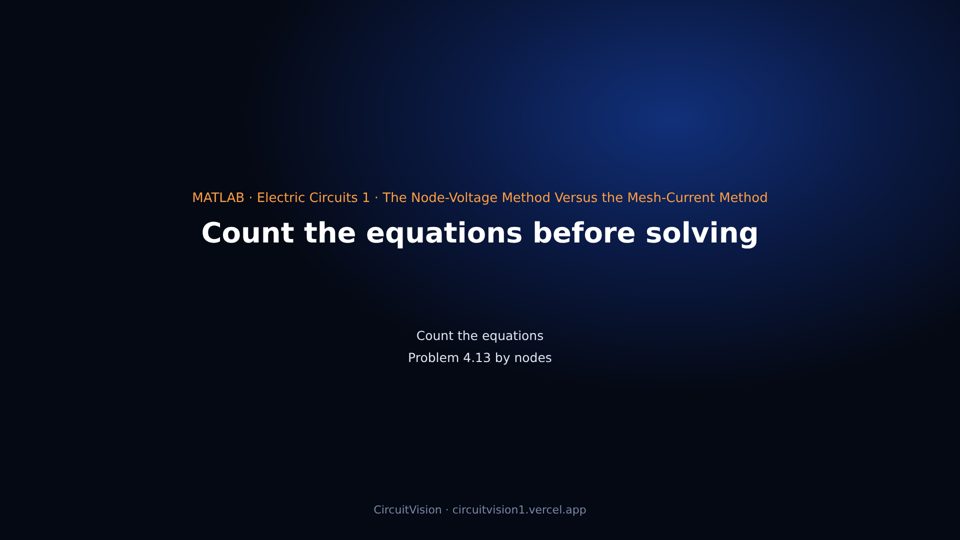 MATLAB · Electric Circuits 1 · The Node-Voltage Method Versus the Mesh-Current Method
Count the equations before solving
Count the equations
Problem 4.13 by nodes
CircuitVision · circuitvision1.vercel.app